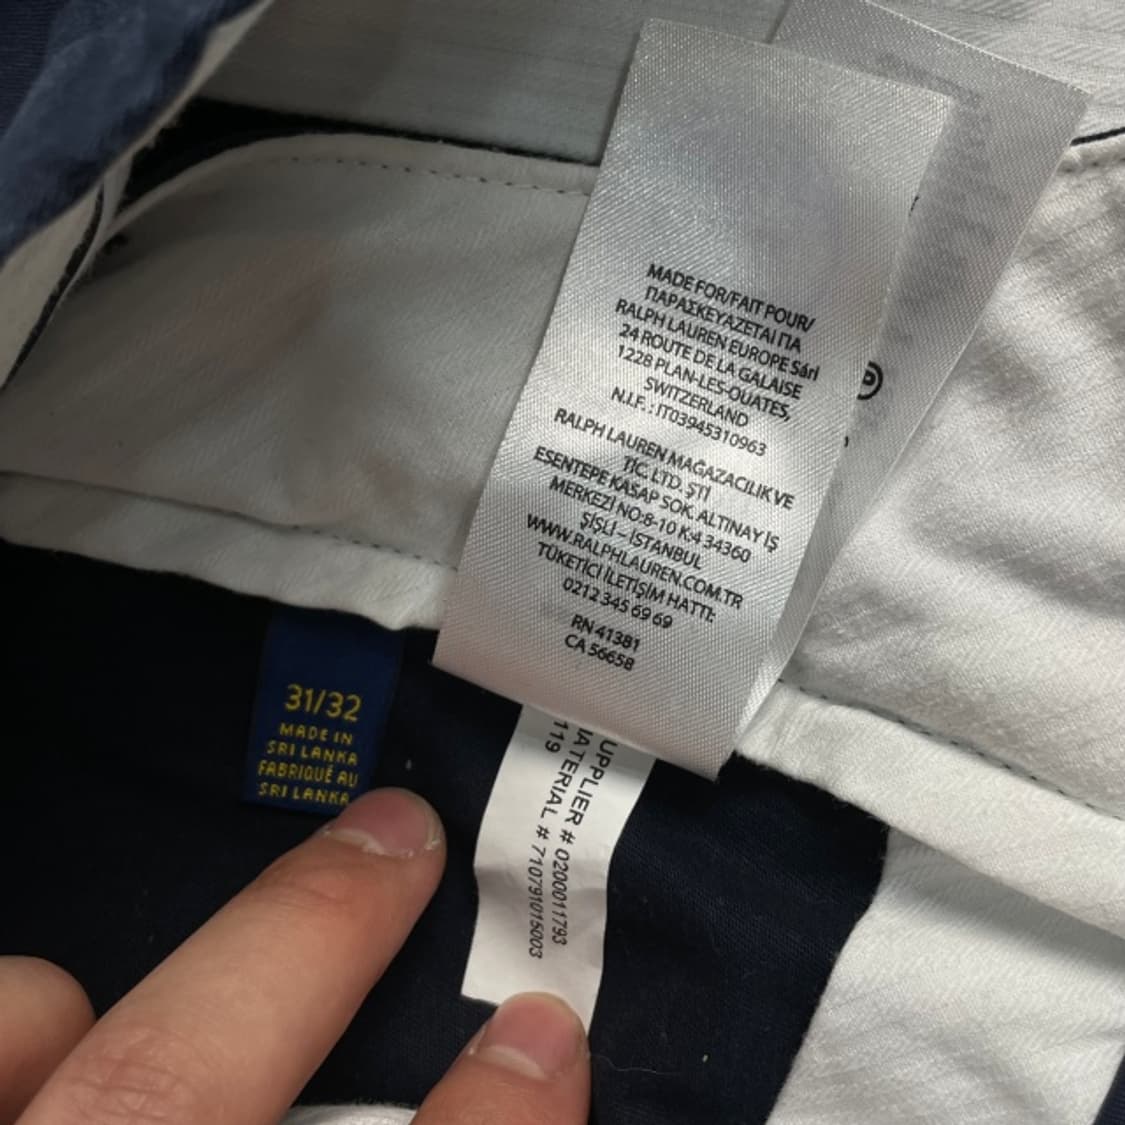 MADE FOR/FAIT POUR/
ΠΑΡΑΣΚΕΥΑΖΕΤΑΙ ΓΙΑ
RALPH LAUREN EUROPE Sárl
24 ROUTE DE LA GALAISE
1228 PLAN-LES-OUATES,
SWITZERLAND
N.I.F. : IT03945310963
RALPH LAUREN MAGAZACILIK VE
TİC. LTD. ŞTİ
ESENTEPE KASAP SOK. ALTINAY İŞ
MERKEZİ NO:8-10 K:4 34360
ŞİŞLİ – İSTANBUL
WWW.RALPHLAUREN.COM.TR
TÜKETİCİ İLETİŞİM HATTI:
0212 345 69 69
RN 41381
CA 56658
31/32
MADE IN
SRI LANKA
FABRIQUÉ AU
SRI LANKA
UPPLIER # 0200011793
ATERIAL # 710791015003
119